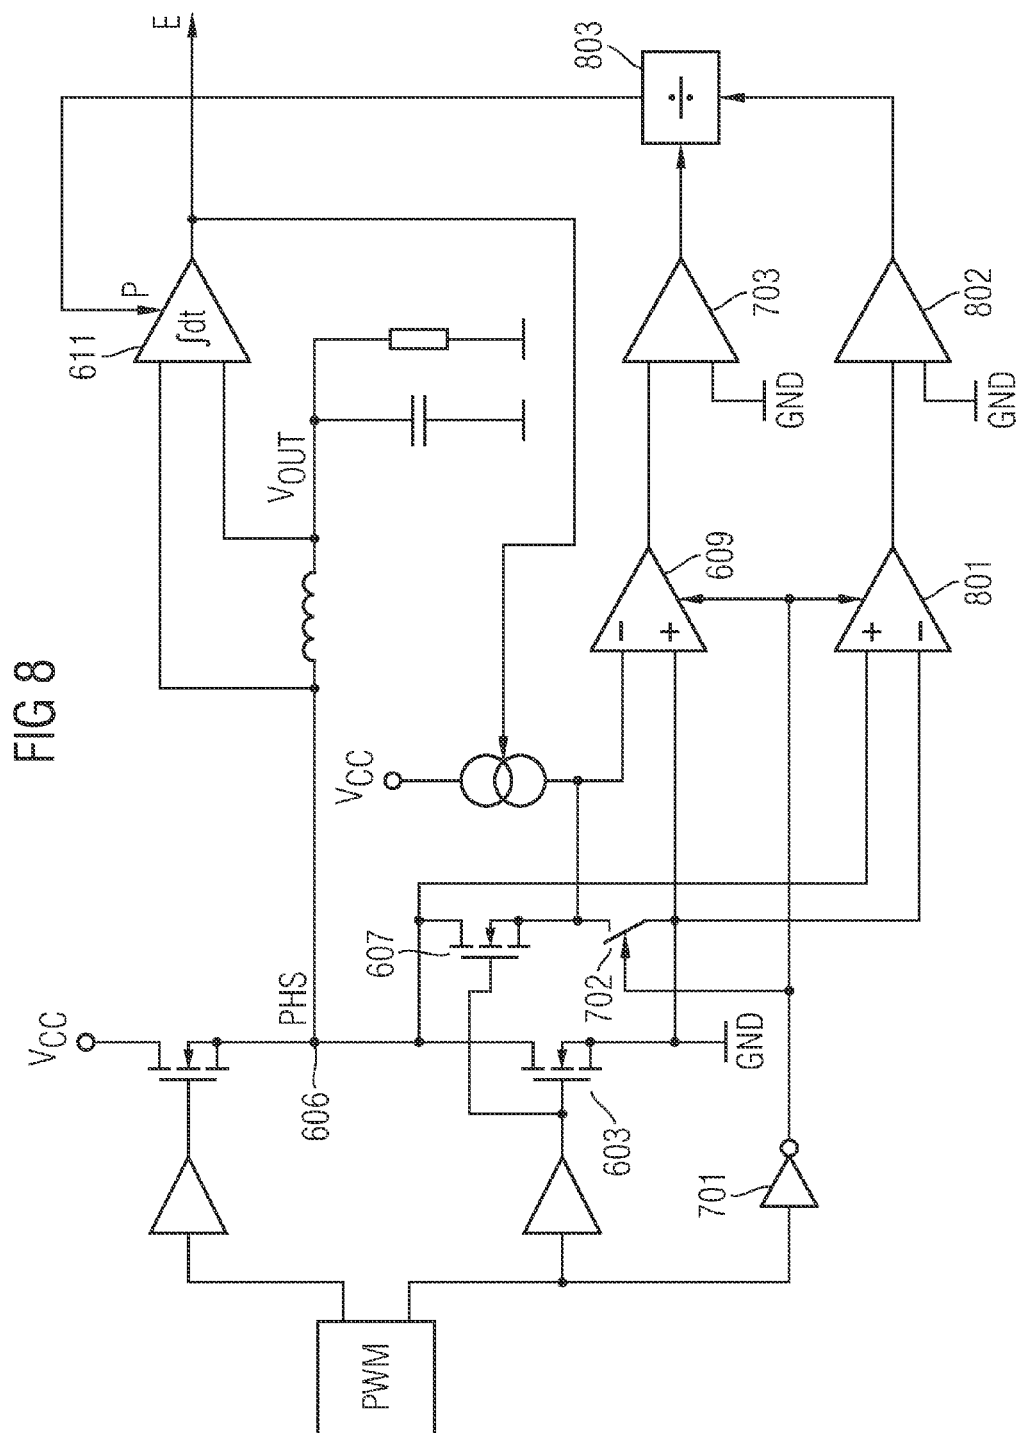 FIG 8
E
803
P
611
∫dt
÷
703
802
GND
GND
VOUT
609
801
−
+
+
−
VCC
607
702
PHS
VCC
606
603
GND
701
PWM